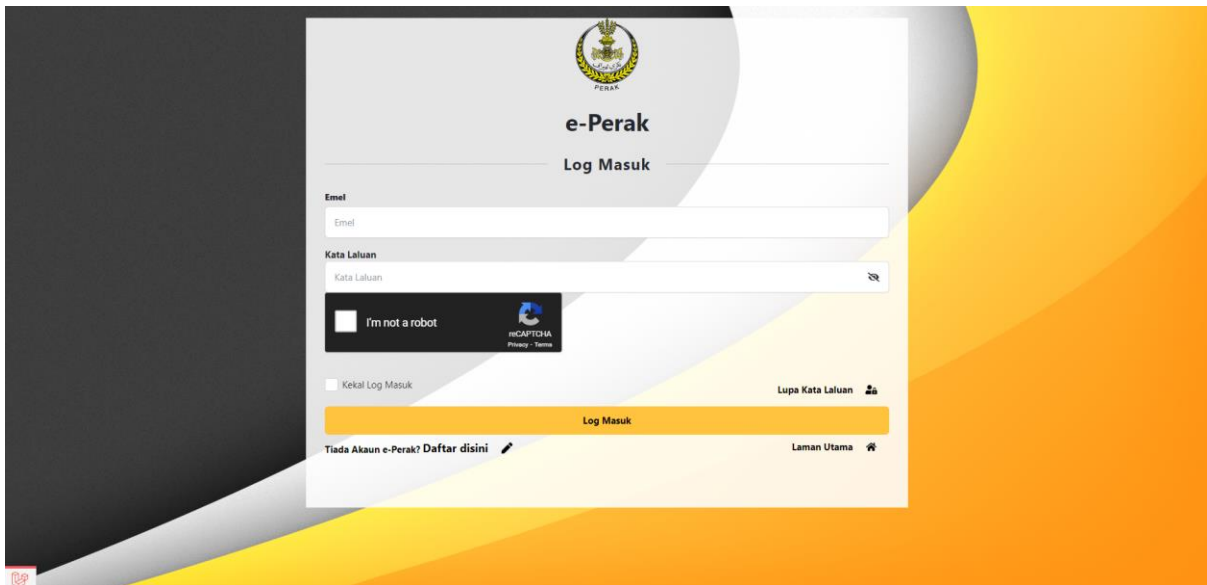 PERAK
e-Perak
Log Masuk
Emel
Emel
Kata Laluan
Kata Laluan
I'm not a robot
reCAPTCHA
Privacy - Terms
Kekal Log Masuk
Lupa Kata Laluan
Log Masuk
Tiada Akaun e-Perak? Daftar disini
Laman Utama